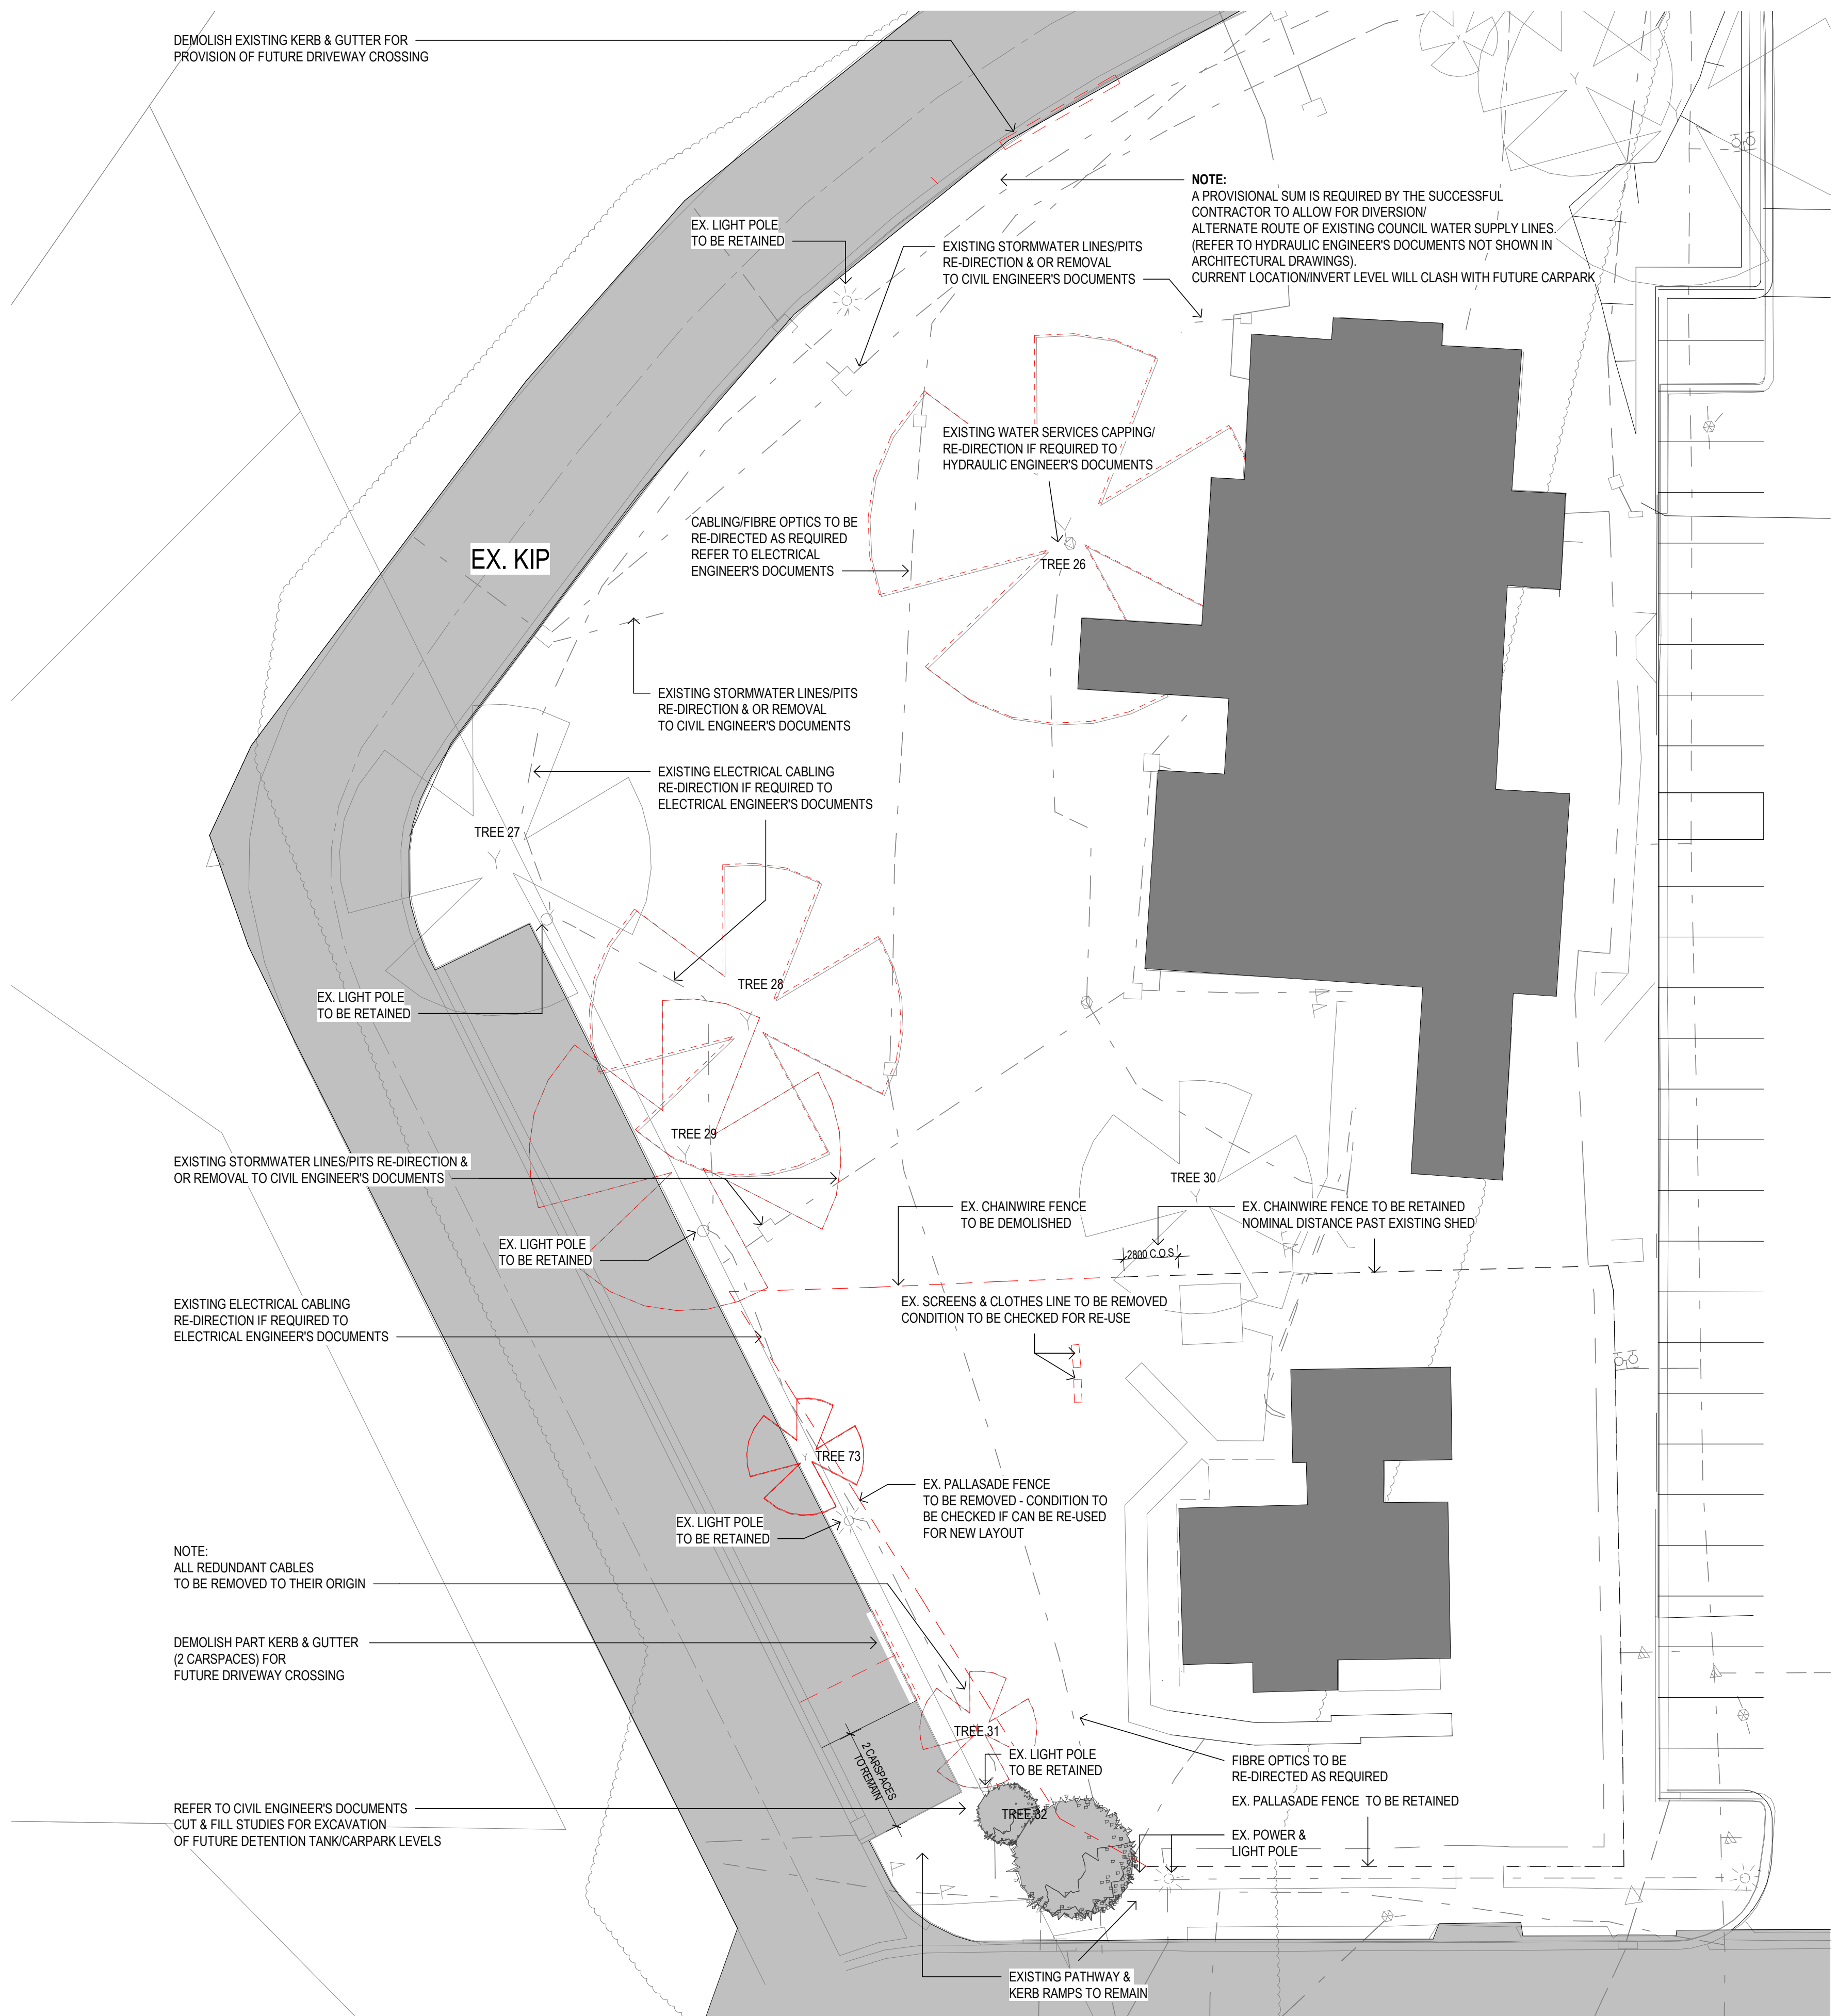 DEMOLISH EXISTING KERB & GUTTER FOR
PROVISION OF FUTURE DRIVEWAY CROSSING
NOTE:
A PROVISIONAL SUM IS REQUIRED BY THE SUCCESSFUL
CONTRACTOR TO ALLOW FOR DIVERSION/
ALTERNATE ROUTE OF EXISTING COUNCIL WATER SUPPLY LINES.
(REFER TO HYDRAULIC ENGINEER'S DOCUMENTS NOT SHOWN IN
ARCHITECTURAL DRAWINGS).
CURRENT LOCATION/INVERT LEVEL WILL CLASH WITH FUTURE CARPARK
EX. LIGHT POLE
TO BE RETAINED
EXISTING STORMWATER LINES/PITS
RE-DIRECTION & OR REMOVAL
TO CIVIL ENGINEER'S DOCUMENTS
EXISTING WATER SERVICES CAPPING/
RE-DIRECTION IF REQUIRED TO
HYDRAULIC ENGINEER'S DOCUMENTS
CABLING/FIBRE OPTICS TO BE
RE-DIRECTED AS REQUIRED
REFER TO ELECTRICAL
ENGINEER'S DOCUMENTS
EX. KIP
TREE 26
EXISTING STORMWATER LINES/PITS
RE-DIRECTION & OR REMOVAL
TO CIVIL ENGINEER'S DOCUMENTS
EXISTING ELECTRICAL CABLING
RE-DIRECTION IF REQUIRED TO
ELECTRICAL ENGINEER'S DOCUMENTS
TREE 27
TREE 28
EX. LIGHT POLE
TO BE RETAINED
TREE 29
EXISTING STORMWATER LINES/PITS RE-DIRECTION &
OR REMOVAL TO CIVIL ENGINEER'S DOCUMENTS
TREE 30
EX. CHAINWIRE FENCE
TO BE DEMOLISHED
EX. CHAINWIRE FENCE TO BE RETAINED
NOMINAL DISTANCE PAST EXISTING SHED
EX. LIGHT POLE
TO BE RETAINED
2800 C.O.S
EX. SCREENS & CLOTHES LINE TO BE REMOVED
CONDITION TO BE CHECKED FOR RE-USE
EXISTING ELECTRICAL CABLING
RE-DIRECTION IF REQUIRED TO
ELECTRICAL ENGINEER'S DOCUMENTS
TREE 73
EX. PALLASADE FENCE
TO BE REMOVED - CONDITION TO
BE CHECKED IF CAN BE RE-USED
FOR NEW LAYOUT
EX. LIGHT POLE
TO BE RETAINED
NOTE:
ALL REDUNDANT CABLES
TO BE REMOVED TO THEIR ORIGIN
DEMOLISH PART KERB & GUTTER
(2 CARSPACES) FOR
FUTURE DRIVEWAY CROSSING
TREE 31
2 CARSPACES
TO REMAIN
EX. LIGHT POLE
TO BE RETAINED
FIBRE OPTICS TO BE
RE-DIRECTED AS REQUIRED
EX. PALLASADE FENCE TO BE RETAINED
REFER TO CIVIL ENGINEER'S DOCUMENTS
CUT & FILL STUDIES FOR EXCAVATION
OF FUTURE DETENTION TANK/CARPARK LEVELS
TREE 32
EX. POWER &
LIGHT POLE
EXISTING PATHWAY &
KERB RAMPS TO REMAIN